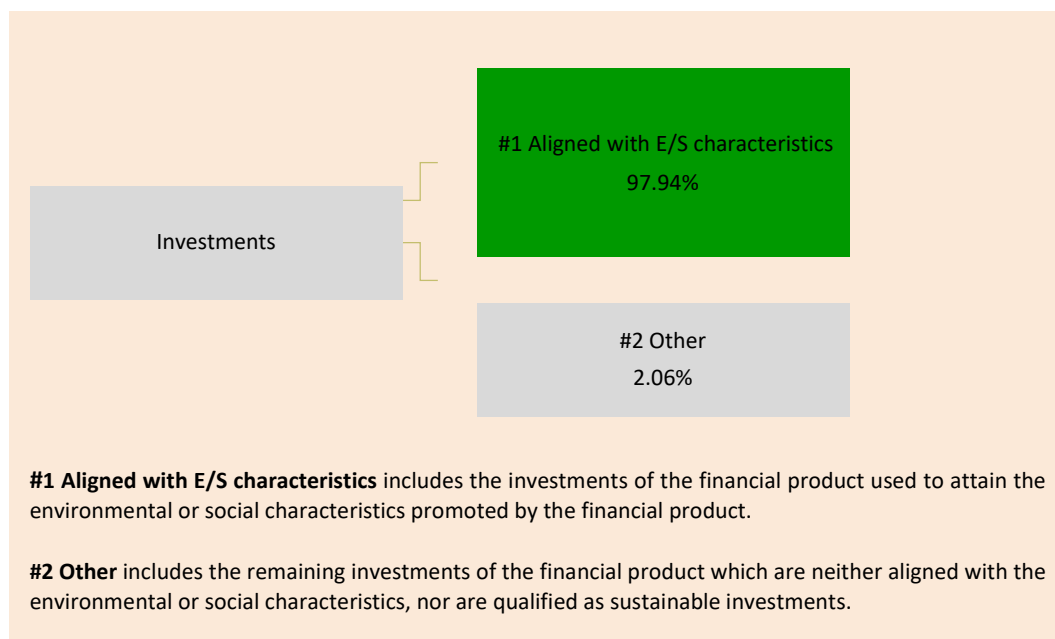 #1 Aligned with E/S characteristics
97.94%
Investments
#2 Other
2.06%
#1 Aligned with E/S characteristics includes the investments of the financial product used to attain the
environmental or social characteristics promoted by the financial product.
#2 Other includes the remaining investments of the financial product which are neither aligned with the
environmental or social characteristics, nor are qualified as sustainable investments.